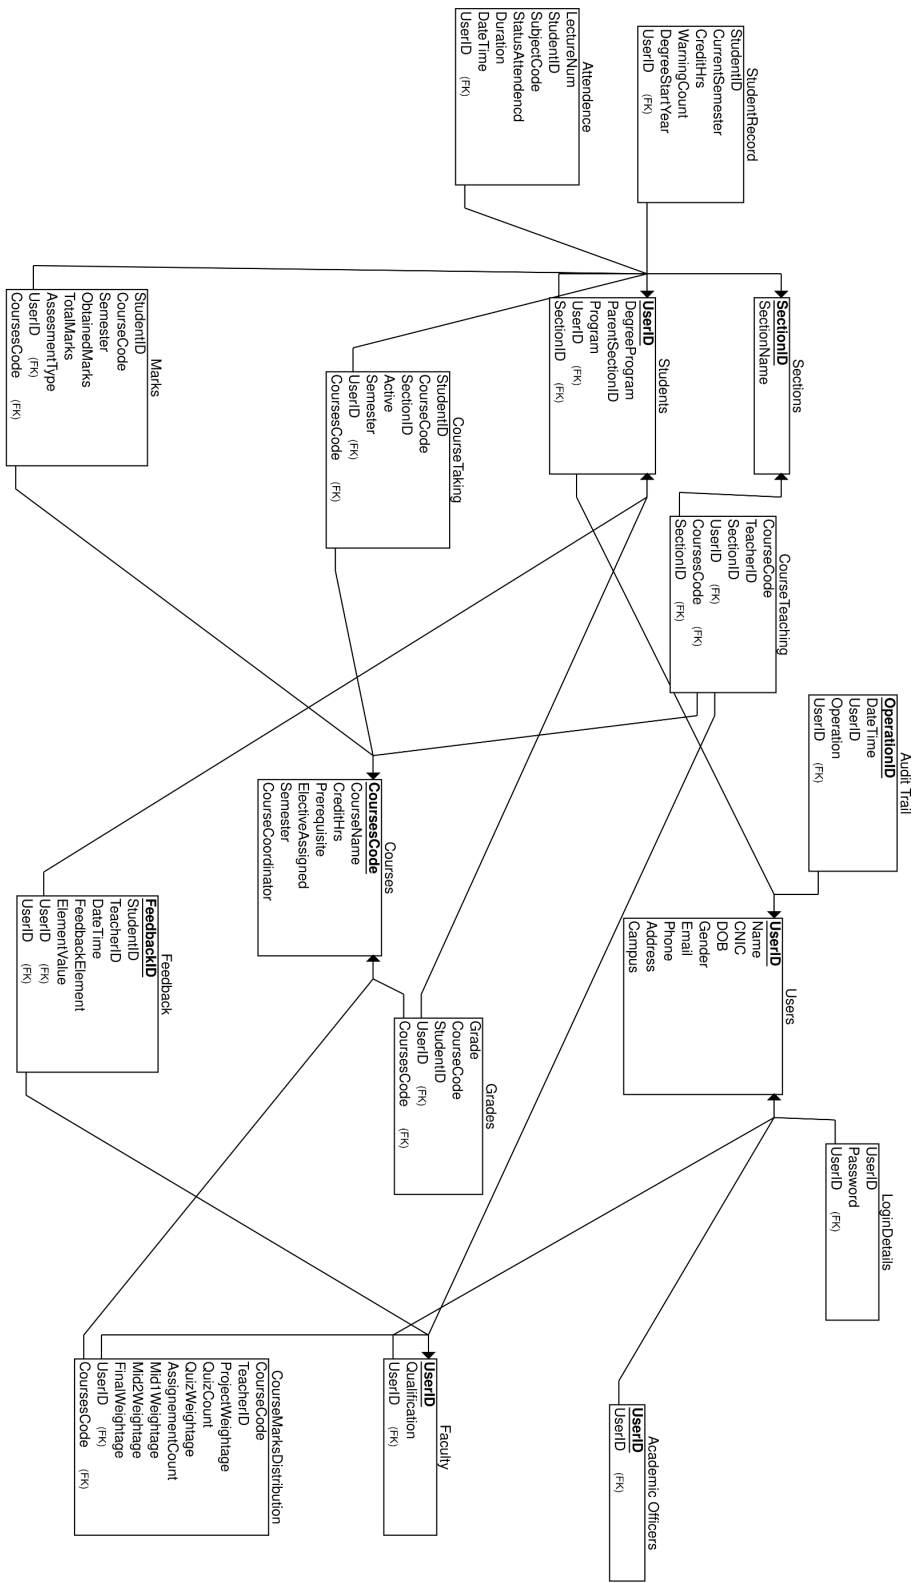 Audit Trail
OperationID
DateTime
UserID
Operation
UserID (FK)
LoginDetails
UserID
Password
UserID (FK)
Sections
SectionID
SectionName
CourseTeaching
CourseCode
TeacherID
SectionID
UserID (FK)
CoursesCode (FK)
SectionID (FK)
Users
UserID
Name
CNIC
DOB
Gender
Email
Phone
Address
Campus
StudentRecord
StudentID
CurrentSemester
CreditHrs
WarningCount
DegreeStartYear
UserID (FK)
Students
UserID
DegreeProgram
ParentSectionID
Program
UserID (FK)
SectionID (FK)
Academic Officers
UserID
UserID (FK)
Attendence
LectureNum
StudentID
SubjectCode
StatusAttendencd
Duration
DateTime
UserID (FK)
CourseTaking
StudentID
CourseCode
SectionID
Active
Semester
UserID (FK)
CoursesCode (FK)
Courses
CoursesCode
CourseName
CreditHrs
Prerequisite
ElectiveAssigned
Semester
CourseCoordinator
Grades
Grade
CourseCode
StudentID
UserID (FK)
CoursesCode (FK)
Faculty
UserID
Qualification
UserID (FK)
Marks
StudentID
CourseCode
Semester
ObtainedMarks
TotalMarks
AssesmentType
UserID (FK)
CoursesCode (FK)
Feedback
FeedbackID
StudentID
TeacherID
DateTime
FeedbackElement
ElementValue
UserID (FK)
UserID (FK)
CourseMarksDistribution
CourseCode
TeacherID
ProjectWeightage
QuizCount
QuizWeightage
AssignementCount
Mid1Weightage
Mid2Weightage
FinalWeightage
UserID (FK)
CoursesCode (FK)